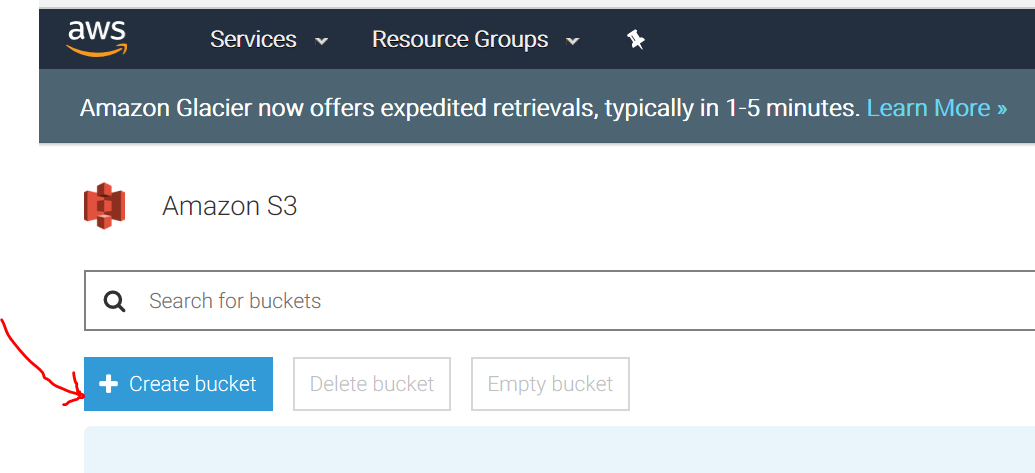 aws
Services Resource Groups
Amazon Glacier now offers expedited retrievals, typically in 1-5 minutes. Learn More »
Amazon S3
Search for buckets
Create bucket Delete bucket Empty bucket